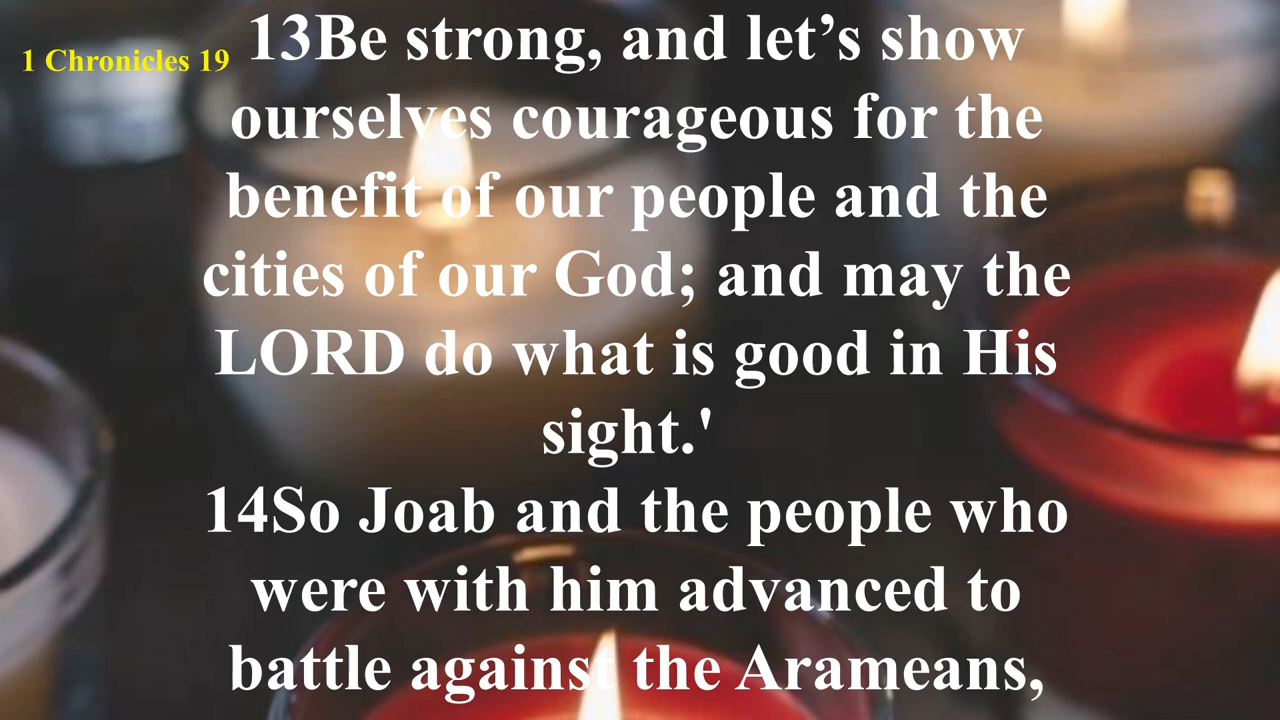 1 Chronicles 19
13Be strong, and let’s show
ourselves courageous for the
benefit of our people and the
cities of our God; and may the
LORD do what is good in His
sight.'
14So Joab and the people who
were with him advanced to
battle against the Arameans,